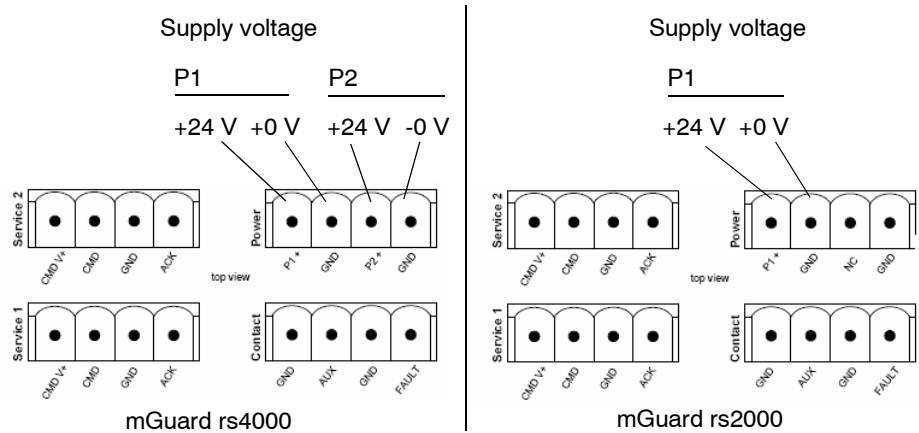 Supply voltage
P1 P2
+24 V +0 V +24 V -0 V
Service 2
CMD V+ CMD GND ACK
Power
P1+ GND P2+ GND
top view
Service 1
CMD V+ CMD GND ACK
Contact
GND AUX GND FAULT
mGuard rs4000
Supply voltage
P1
+24 V +0 V
Service 2
CMD V+ CMD GND ACK
Power
P1+ GND NC GND
top view
Service 1
CMD V+ CMD GND ACK
Contact
GND AUX GND FAULT
mGuard rs2000